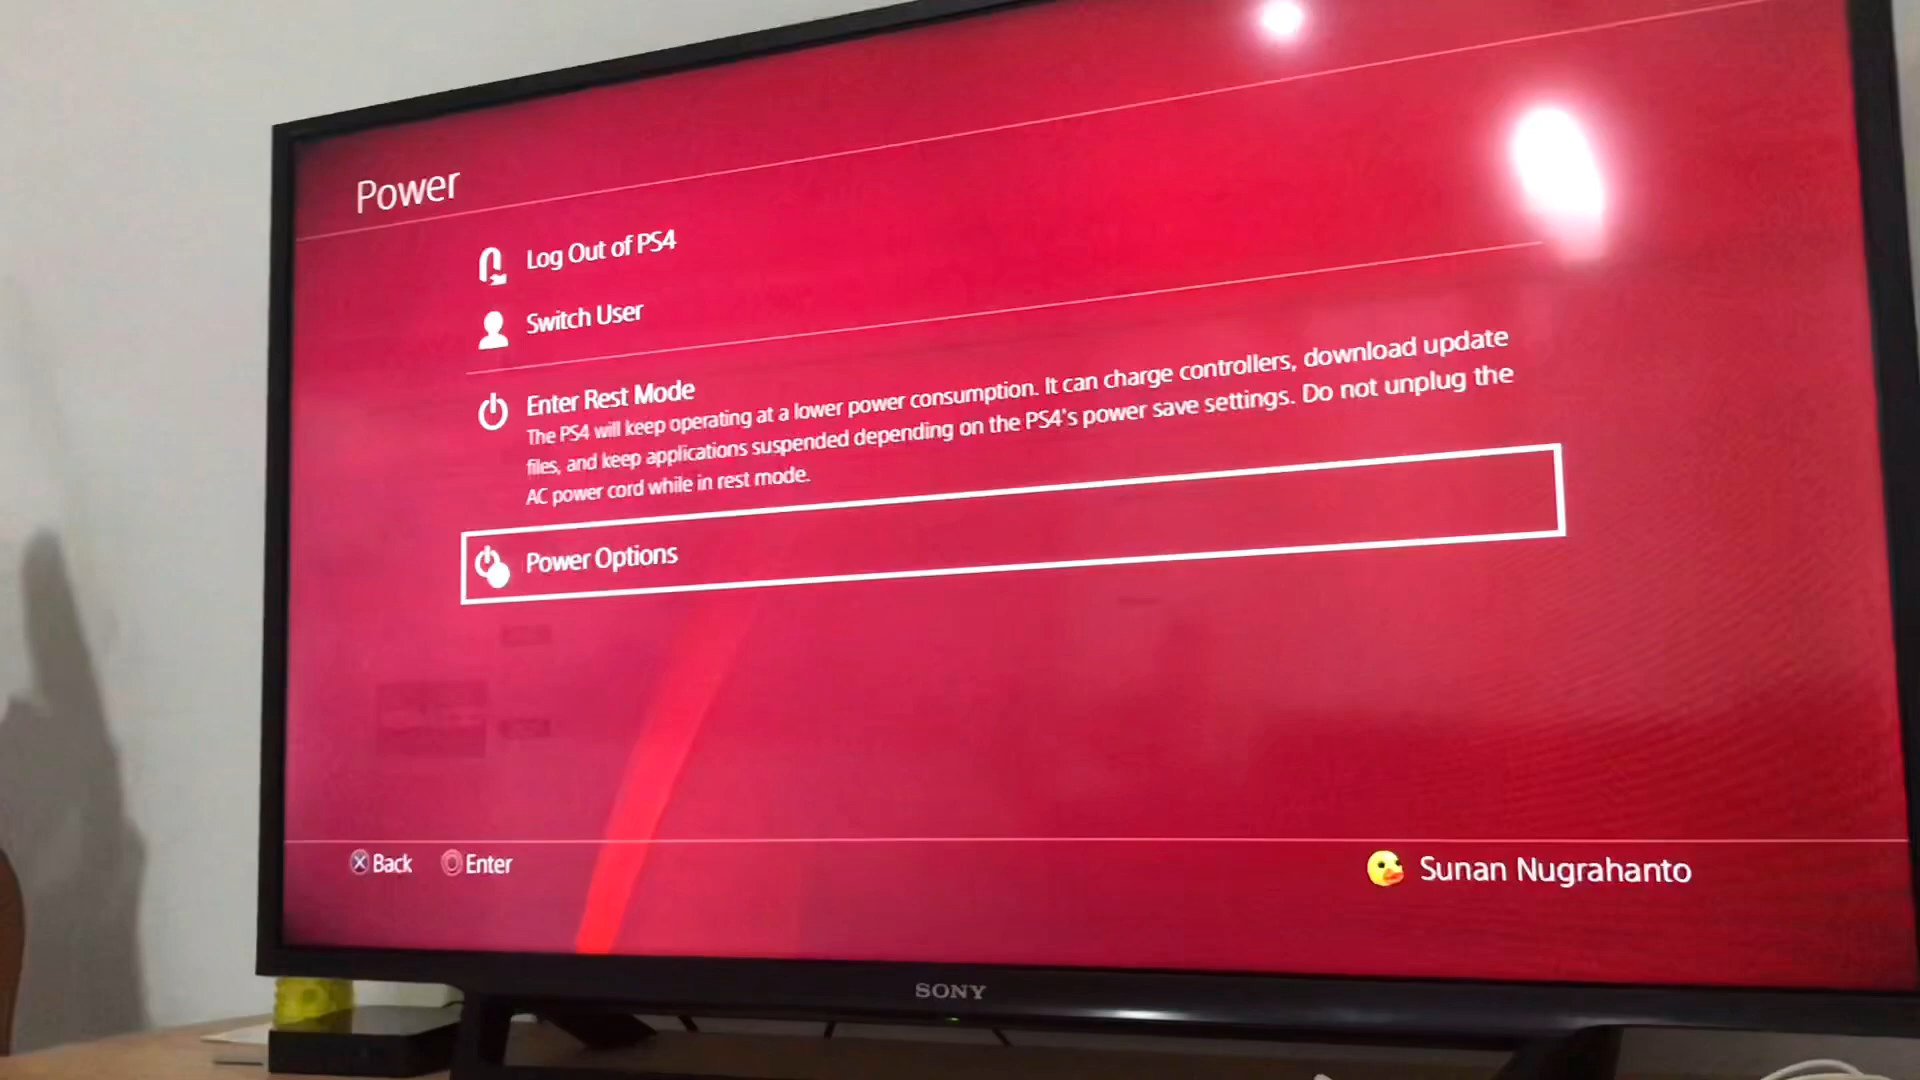 Power
Log Out of PS4
Switch User
Enter Rest Mode
The PS4 will keep operating at a lower power consumption. It can charge controllers, download update
files, and keep applications suspended depending on the PS4's power save settings. Do not unplug the
AC power cord while in rest mode.
Power Options
Back Enter
Sunan Nugrahanto
SONY